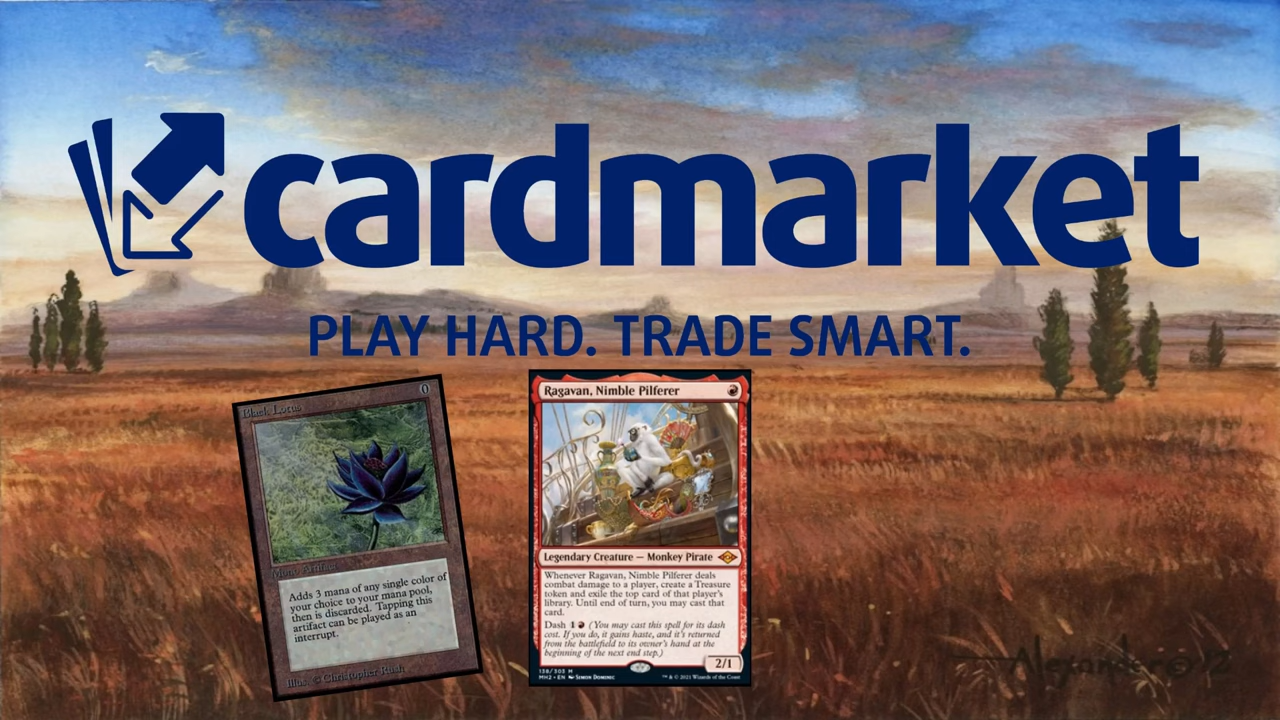 cardmarket
PLAY HARD. TRADE SMART.
Black Lotus 0
Mono Artifact
Adds 3 mana of any single color of
your choice to your mana pool,
then is discarded. Tapping this
artifact can be played as an
interrupt.
Illus. © Christopher Rush
Ragavan, Nimble Pilferer
Legendary Creature — Monkey Pirate
Whenever Ragavan, Nimble Pilferer deals
combat damage to a player, create a Treasure
token and exile the top card of that player's
library. Until end of turn, you may cast that
card.
Dash 1 (You may cast this spell for its dash
cost. If you do, it gains haste, and it's returned
from the battlefield to its owner's hand at the
beginning of the next end step.)
2/1
138/303 M
MH2 • EN Simon Dominic
™ & © 2021 Wizards of the Coast